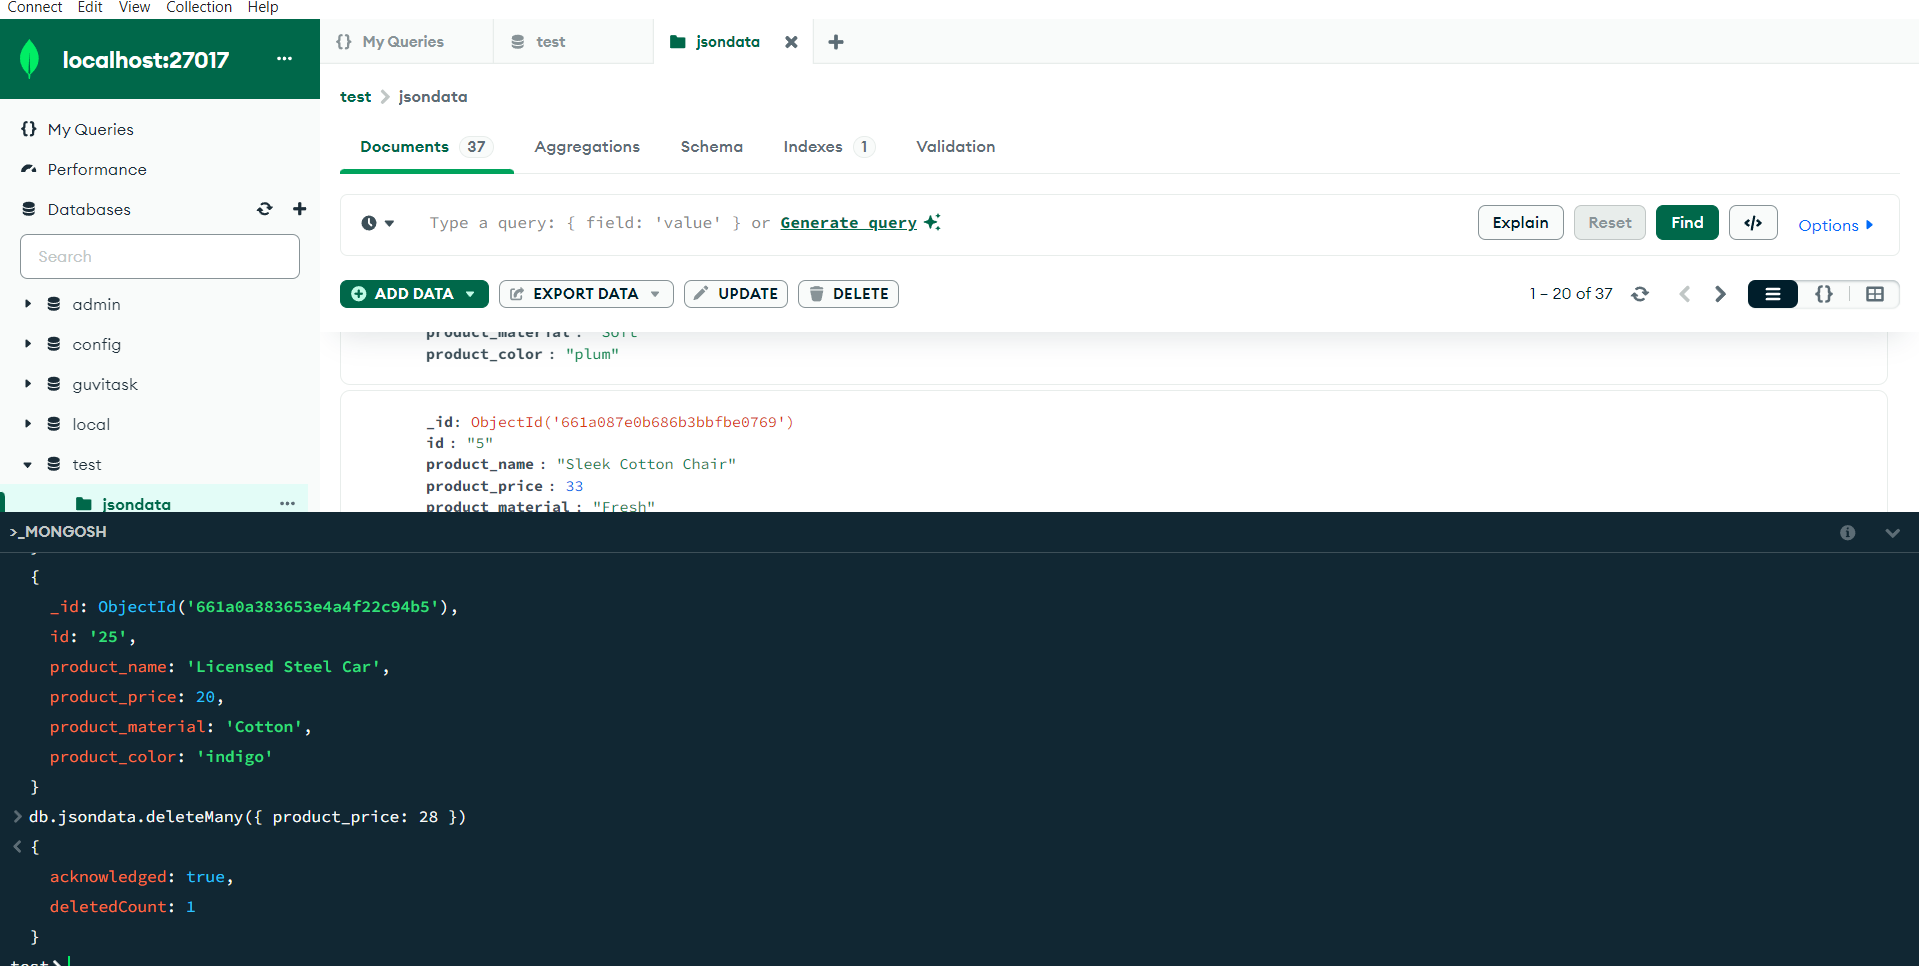 Connect Edit View Collection Help
localhost:27017 ...
{} My Queries
test
jsondata
test > jsondata
My Queries
Performance
Databases
Search
admin
config
guvitask
local
test
jsondata ...
Documents 37 Aggregations Schema Indexes 1 Validation
Type a query: { field: 'value' } or Generate query
Explain Reset Find </> Options
ADD DATA EXPORT DATA UPDATE DELETE
1 – 20 of 37 {}
product_material : "Soft"
product_color : "plum"
_id: ObjectId('661a087e0b686b3bbfbe0769')
id : "5"
product_name : "Sleek Cotton Chair"
product_price : 33
product_material : "Fresh"
>_MONGOSH
{
_id: ObjectId('661a0a383653e4a4f22c94b5'),
id: '25',
product_name: 'Licensed Steel Car',
product_price: 20,
product_material: 'Cotton',
product_color: 'indigo'
}
> db.jsondata.deleteMany({ product_price: 28 })
< {
acknowledged: true,
deletedCount: 1
}
test>